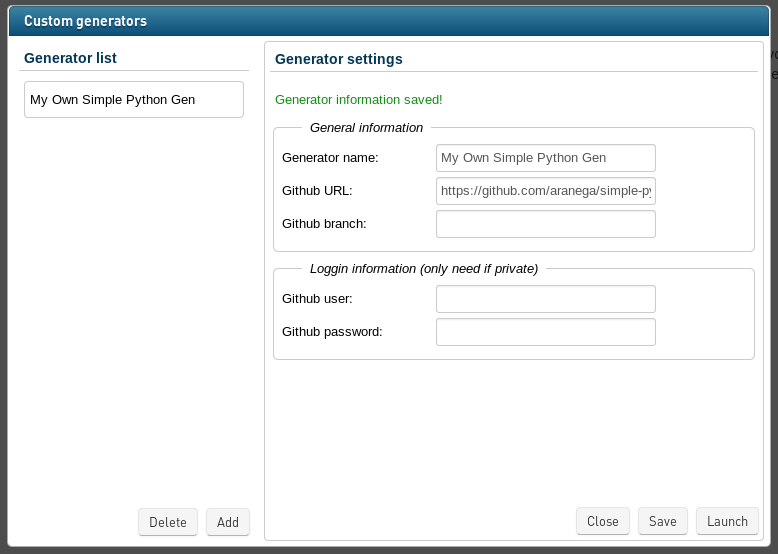 Custom generators
Generator list
My Own Simple Python Gen
Delete
Add
Generator settings
Generator information saved!
General information
Generator name:
My Own Simple Python Gen
Github URL:
https://github.com/aranega/simple-py
Github branch:
Loggin information (only need if private)
Github user:
Github password:
Close
Save
Launch